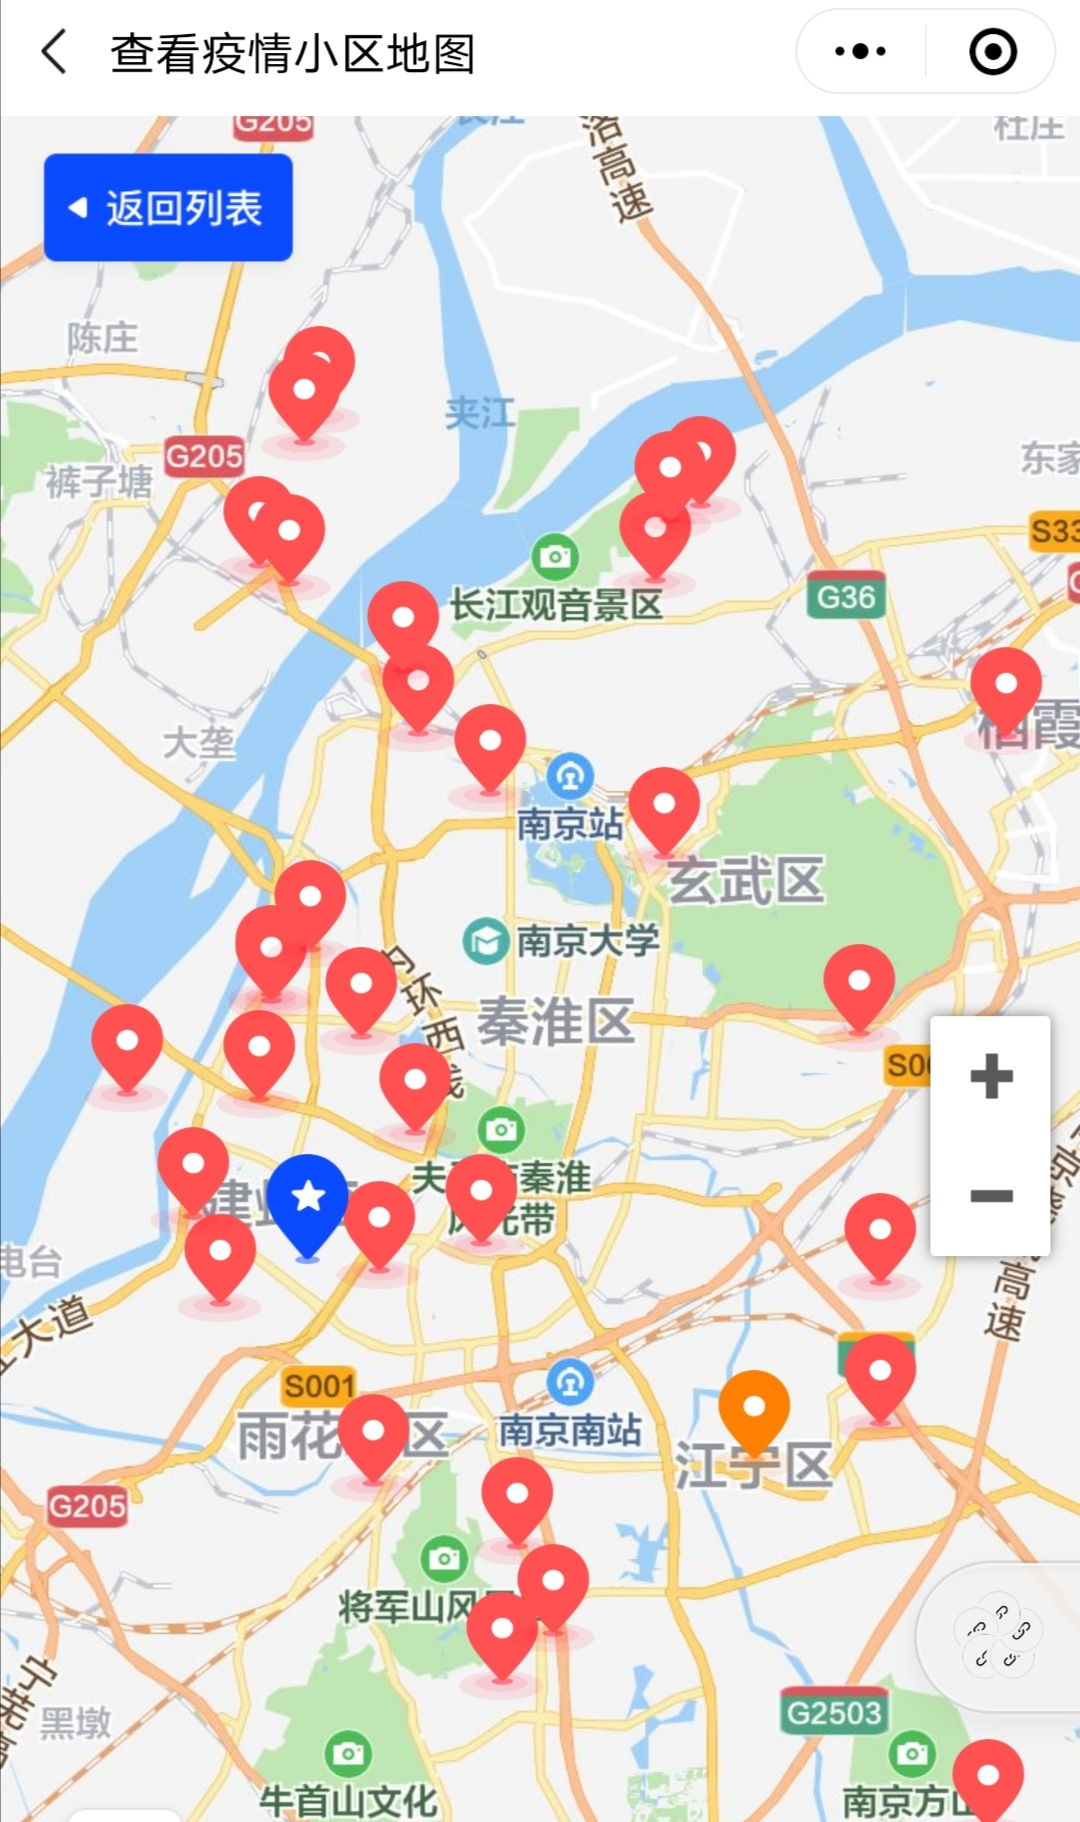 查看疫情小区地图
G205
长江
落高速
杜庄
返回列表
陈庄
夹江
G205
裤子塘
东家
S33
G36
长江观音景区
栖霞
大垄
南京站
玄武区
南京大学
内环西线
秦淮区
S00
夫
秦淮
风光带
建邺
电台
江大道
高速
S001
雨花
区
南京南站
江宁区
G205
将军山风
宁芜高
黑墩
G2503
牛首山文化
南京方山